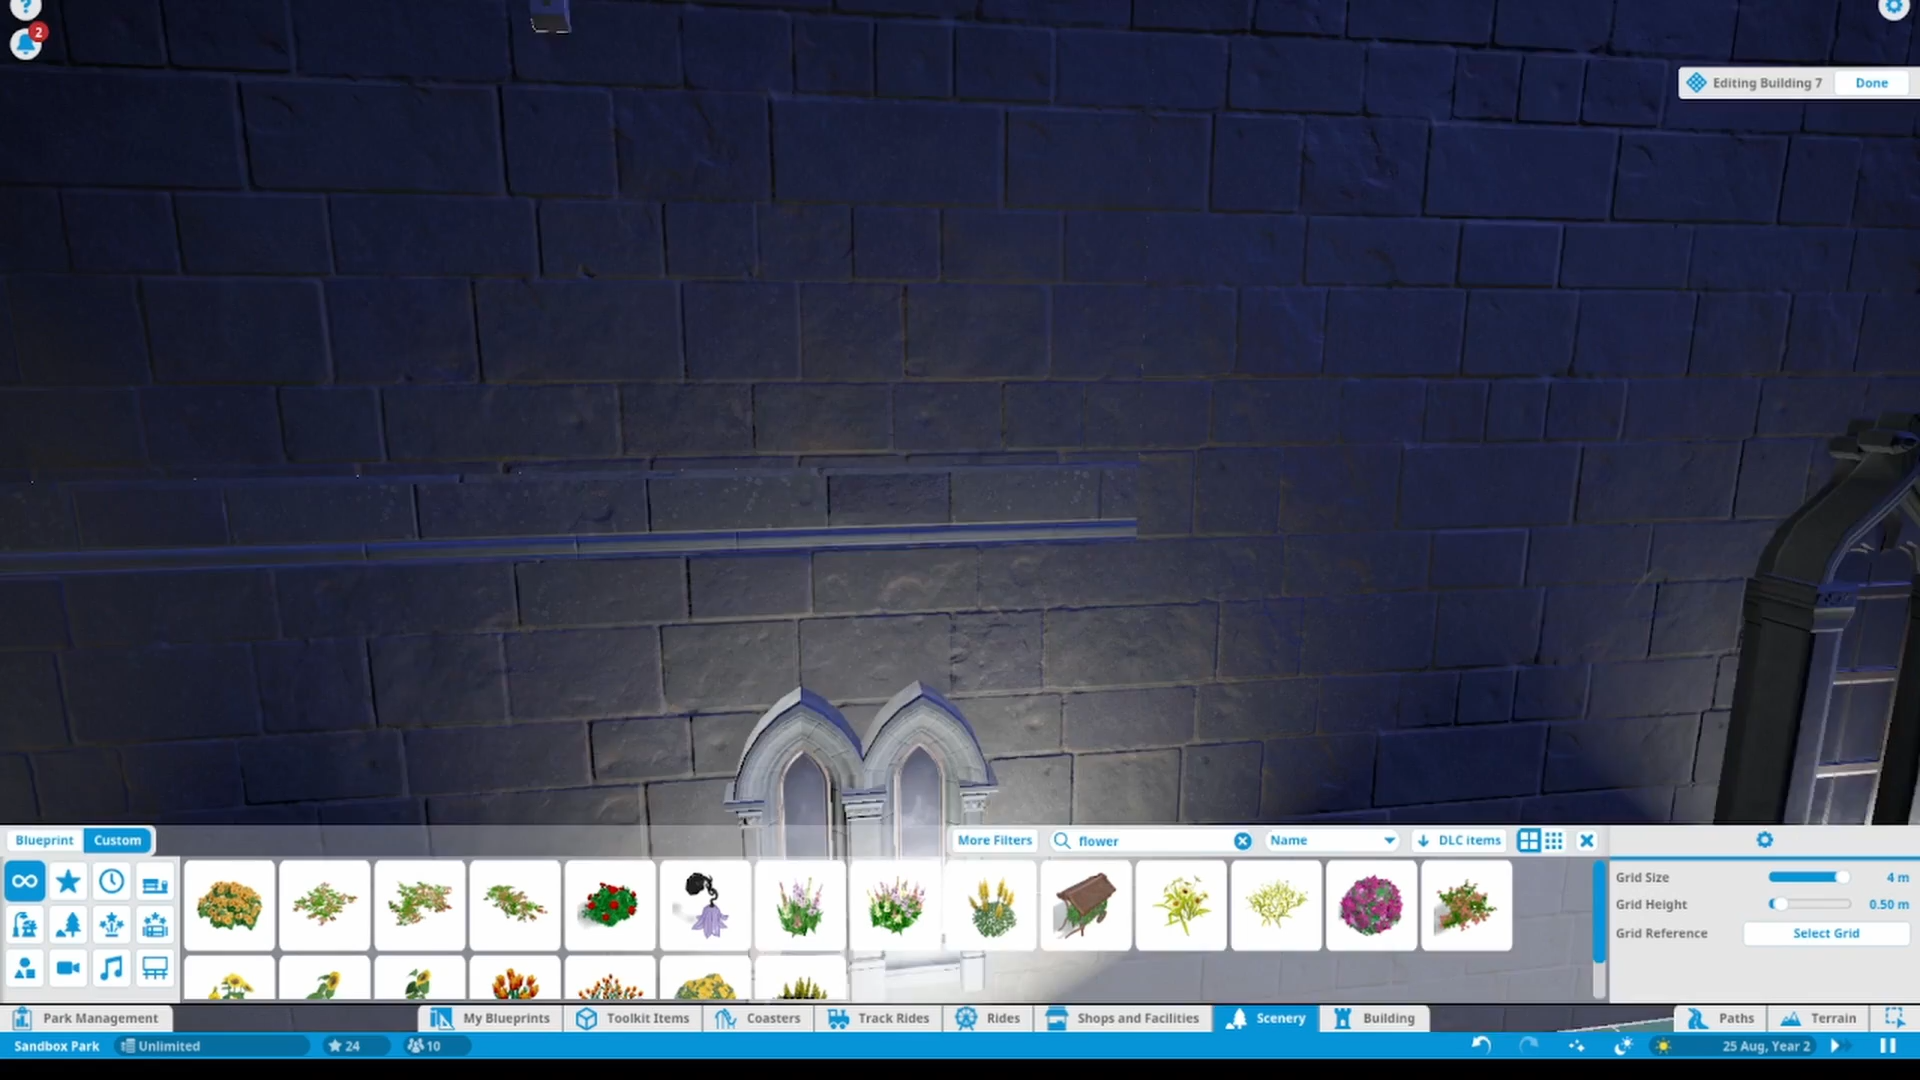 ?
2
Editing Building 7
Done
Blueprint
Custom
More Filters
flower
Name
DLC items
Grid Size
4 m
Grid Height
0.50 m
Grid Reference
Select Grid
Park Management
My Blueprints
Toolkit Items
Coasters
Track Rides
Rides
Shops and Facilities
Scenery
Building
Paths
Terrain
Sandbox Park
Unlimited
24
10
25 Aug, Year 2